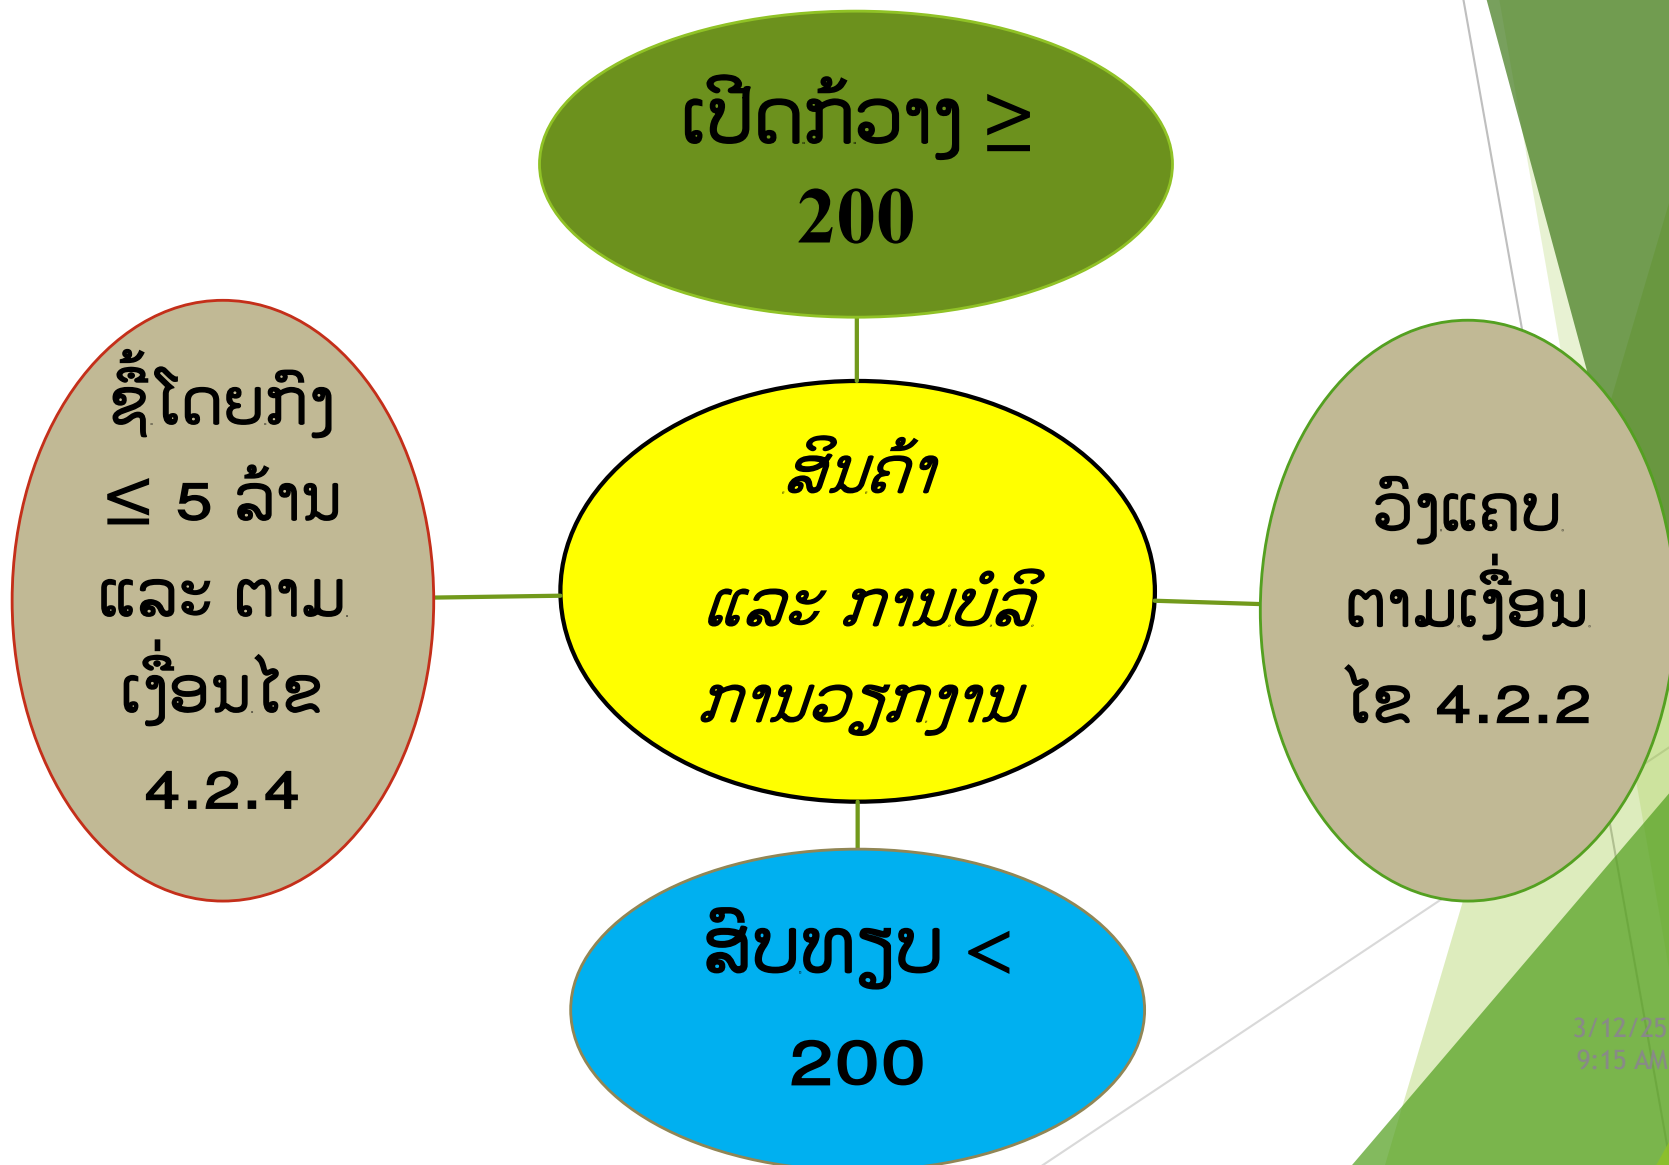 ເປີດກ້ວາງ ≥
200
ຊື້ໂດຍກົງ
≤ 5 ລ້ານ
ແລະ ຕາມ
ເງື່ອນໄຂ
4.2.4
ສິນຄ້າ
ແລະ ການບໍລິ
ການວຽກງານ
ວົງແຄບ
ຕາມເງື່ອນ
ໄຂ 4.2.2
ສົບທຽບ <
200
3/12/25
9:15 AM